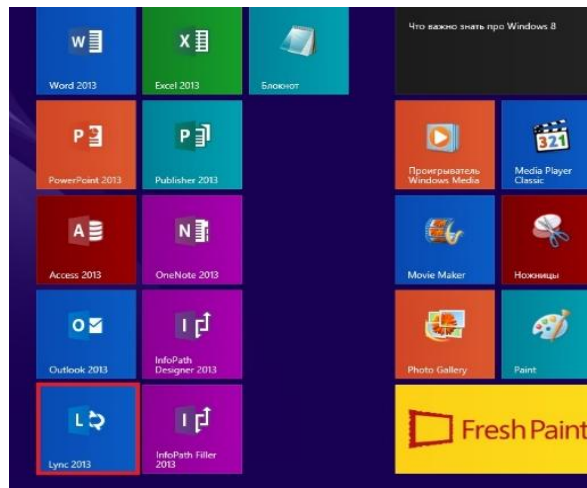 Word 2013
Excel 2013
Блокнот
Что важно знать про Windows 8
PowerPoint 2013
Publisher 2013
Проигрыватель
Windows Media
Media Player
Classic
321
Access 2013
OneNote 2013
Movie Maker
Ножницы
Outlook 2013
InfoPath
Designer 2013
Photo Gallery
Paint
Lync 2013
InfoPath Filler
2013
Fresh Paint